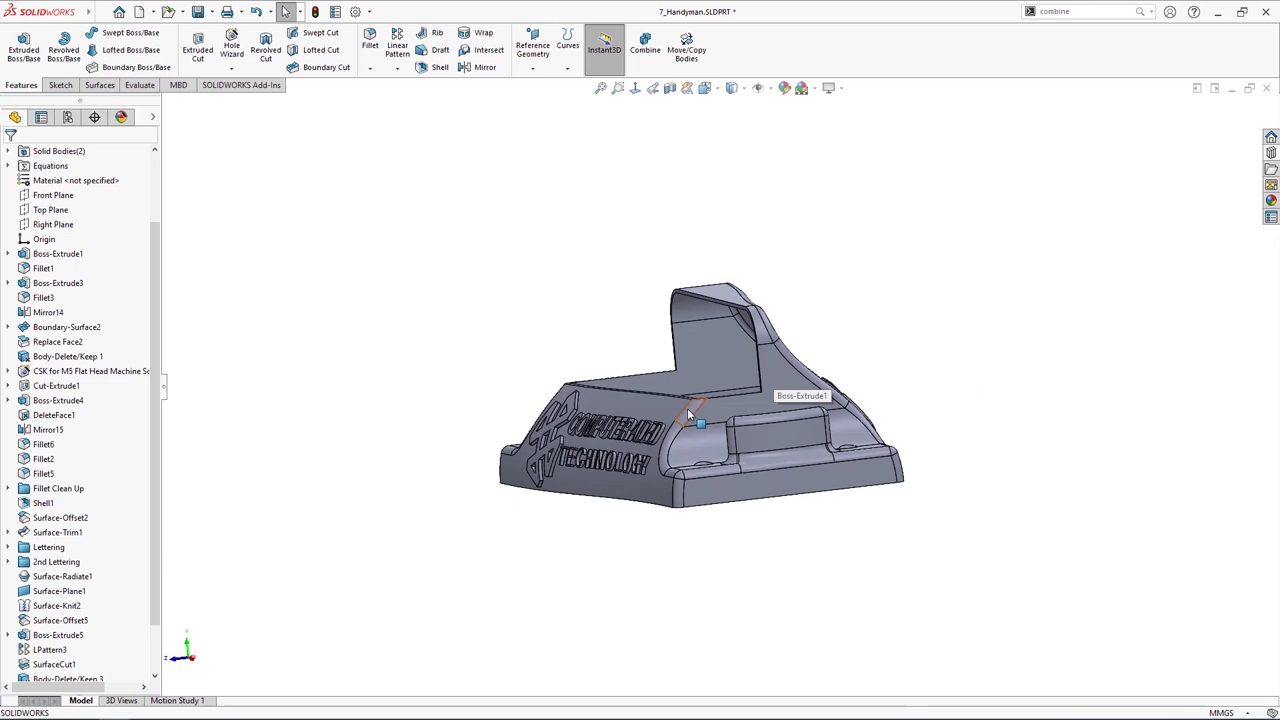 SOLIDWORKS
7_Handyman.SLDPRT *
combine
Extruded Boss/Base
Revolved Boss/Base
Swept Boss/Base
Lofted Boss/Base
Boundary Boss/Base
Extruded Cut
Hole Wizard
Revolved Cut
Swept Cut
Lofted Cut
Boundary Cut
Fillet
Linear Pattern
Rib
Draft
Shell
Wrap
Intersect
Mirror
Reference Geometry
Curves
Instant3D
Combine
Move/Copy Bodies
Features
Sketch
Surfaces
Evaluate
MBD
SOLIDWORKS Add-Ins
Solid Bodies(2)
Equations
Material <not specified>
Front Plane
Top Plane
Right Plane
Origin
Boss-Extrude1
Fillet1
Boss-Extrude3
Fillet3
Mirror14
Boundary-Surface2
Replace Face2
Body-Delete/Keep 1
CSK for M5 Flat Head Machine Sc
Cut-Extrude1
Boss-Extrude4
DeleteFace1
Mirror15
Fillet6
Fillet2
Fillet5
Fillet Clean Up
Shell1
Surface-Offset2
Surface-Trim1
Lettering
2nd Lettering
Surface-Radiate1
Surface-Plane1
Surface-Knit2
Surface-Offset5
Boss-Extrude5
LPattern3
SurfaceCut1
Body-Delete/Keep 3
COMPUTERAIDED
TECHNOLOGY
Boss-Extrude1
Y
Z
Model
3D Views
Motion Study 1
SOLIDWORKS
MMGS